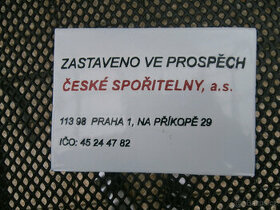 ZASTAVENO VE PROSPĚCH
ČESKÉ SPOŘITELNY, a.s.
113 98 PRAHA 1, NA PŘÍKOPĚ 29
IČO: 45 24 47 82